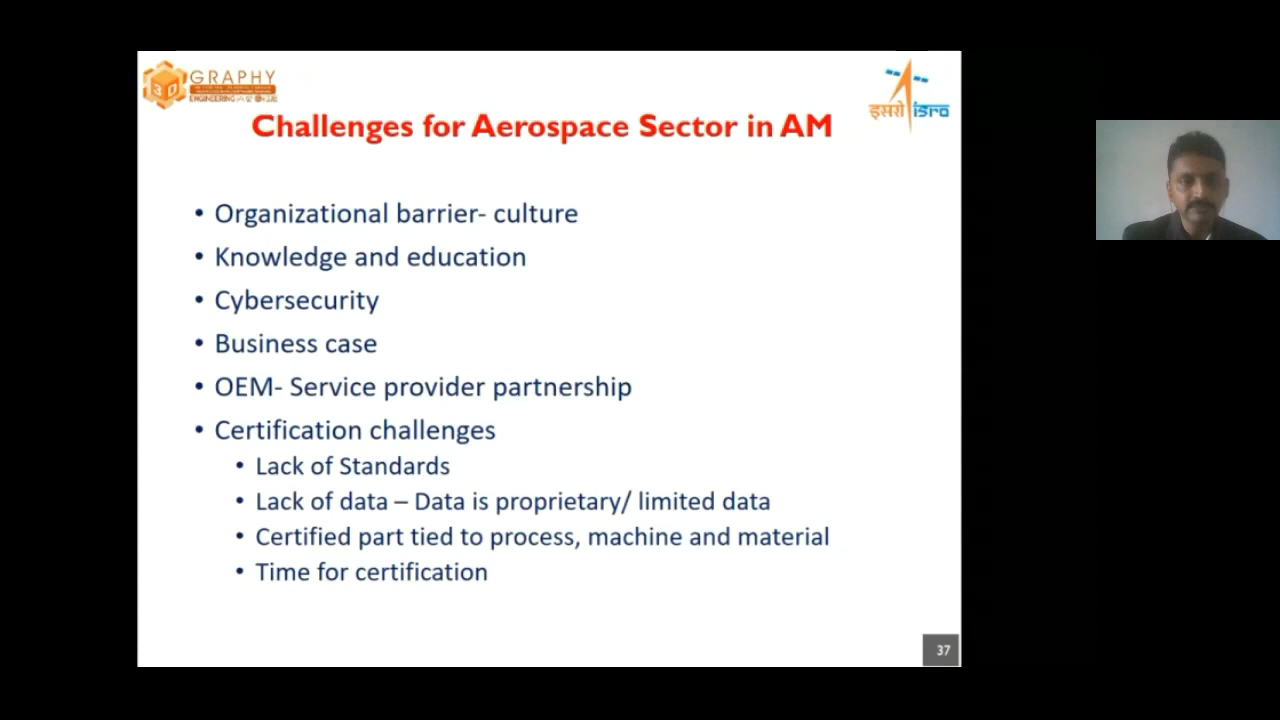 3D GRAPHY
इसरो isro
Challenges for Aerospace Sector in AM
• Organizational barrier- culture
• Knowledge and education
• Cybersecurity
• Business case
• OEM- Service provider partnership
• Certification challenges
• Lack of Standards
• Lack of data – Data is proprietary/ limited data
• Certified part tied to process, machine and material
• Time for certification
37